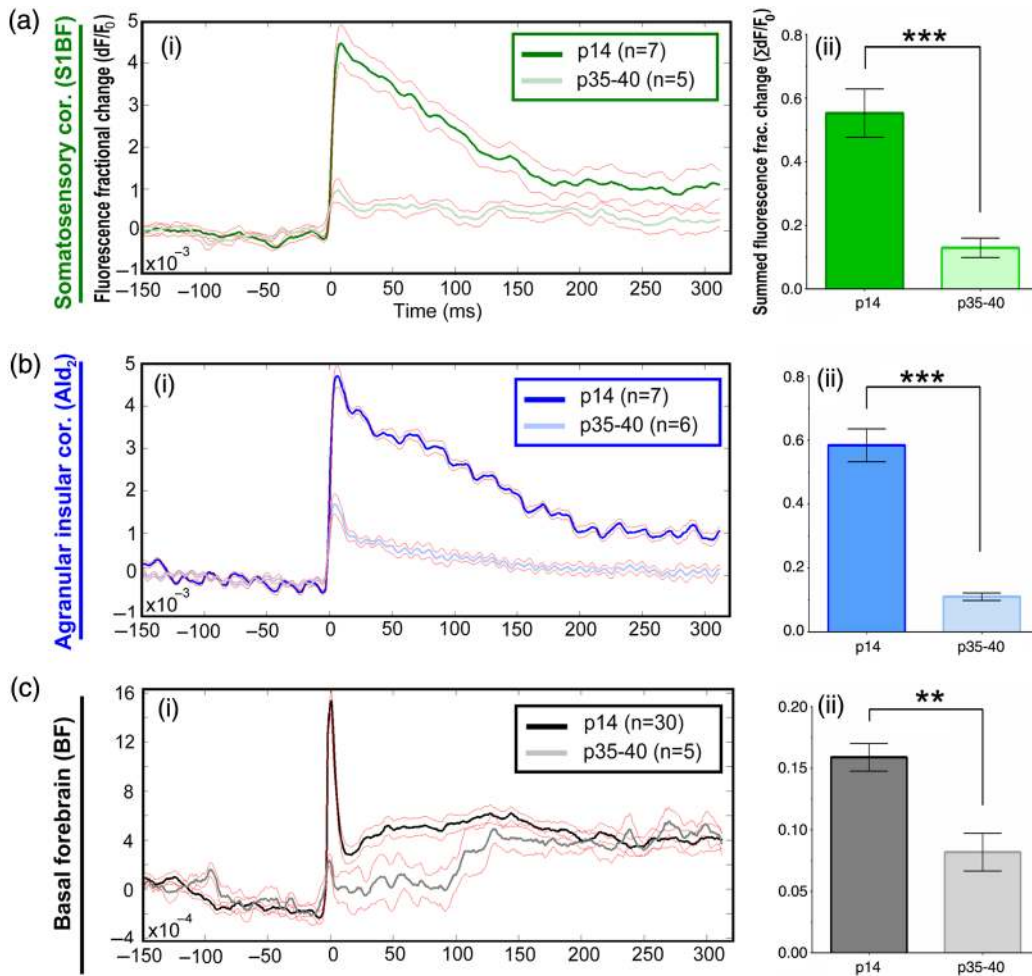 (a)
Somatosensory cor. (S1BF)
Fluorescence fractional change (dF/F₀)
(i)
5
4
3
2
1
0
−1
x10⁻³
p14 (n=7)
p35-40 (n=5)
−150 −100 −50 0 50 100 150 200 250 300
Time (ms)
(ii)
***
Summed fluorescence frac. change (∑dF/F₀)
0.8
0.6
0.4
0.2
0.0
p14 p35-40
(b)
Agranular insular cor. (AId₂)
(i)
5
4
3
2
1
0
−1
x10⁻³
p14 (n=7)
p35-40 (n=6)
−150 −100 −50 0 50 100 150 200 250 300
(ii)
***
0.8
0.6
0.4
0.2
0.0
p14 p35-40
(c)
Basal forebrain (BF)
(i)
16
12
8
4
0
−4
x10⁻⁴
p14 (n=30)
p35-40 (n=5)
−150 −100 −50 0 50 100 150 200 250 300
(ii)
**
0.20
0.15
0.10
0.05
0.00
p14 p35-40